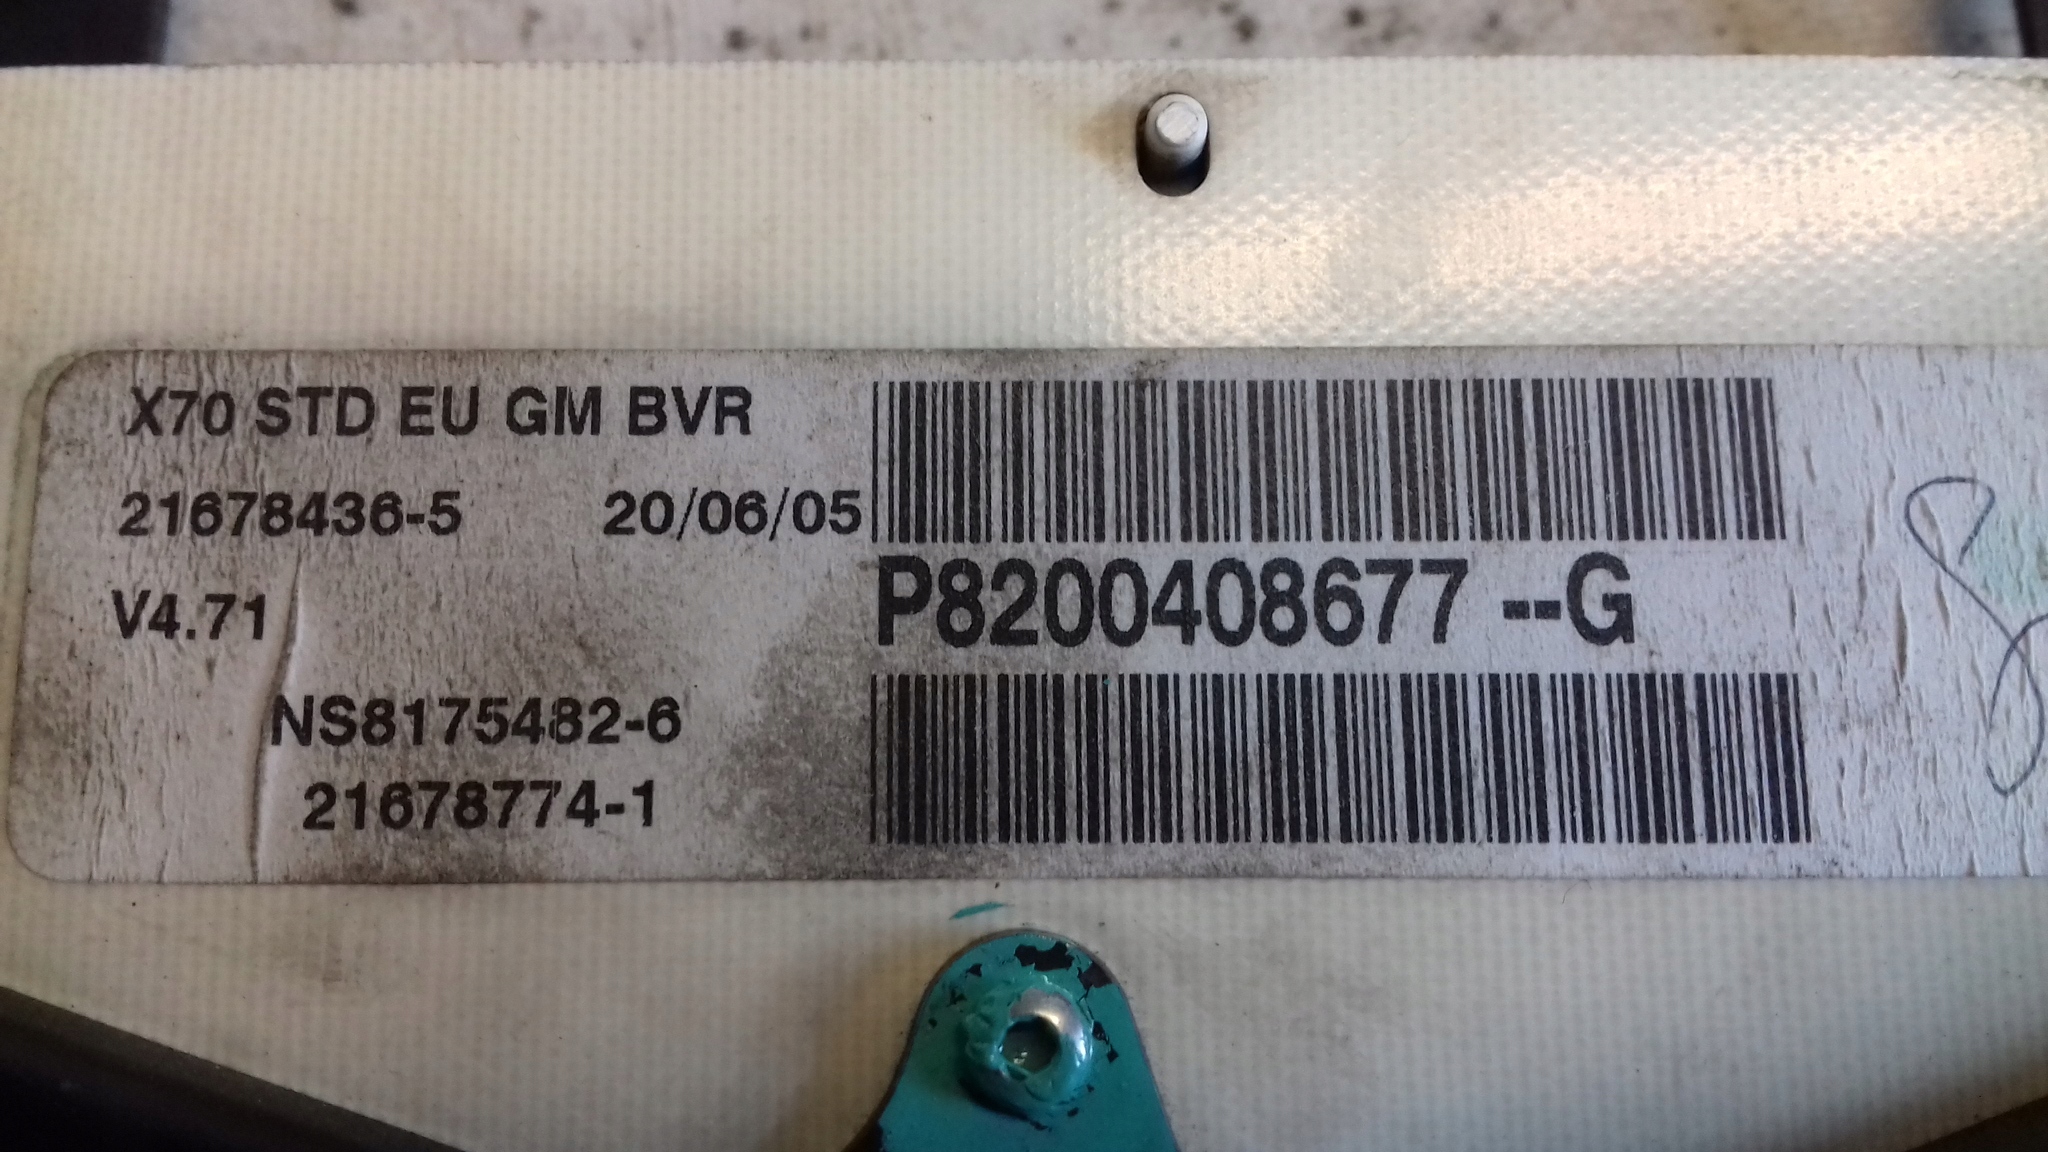 X70 STD EU GM BVR
21678436-5 20/06/05
V4.71
P8200408677 --G
NS8175482-6
21678774-1